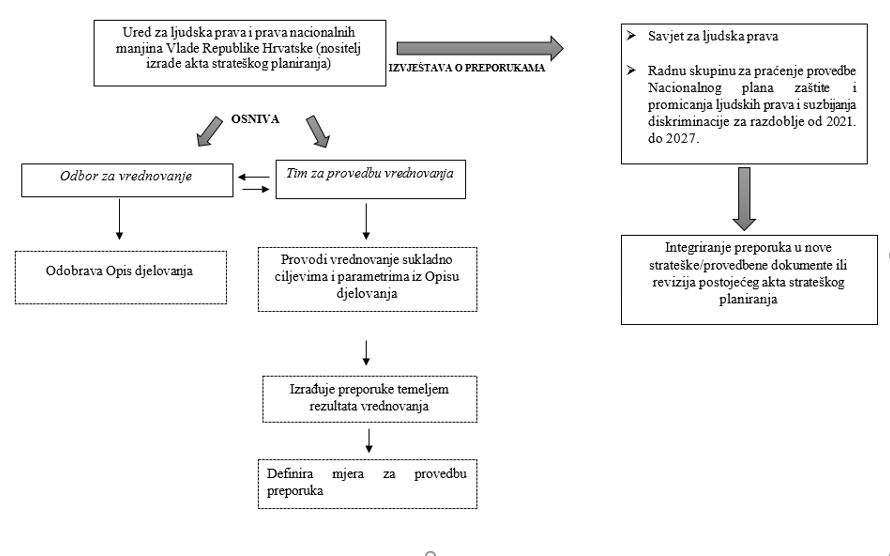 Ured za ljudska prava i prava nacionalnih
manjina Vlade Republike Hrvatske (nositelj
izrade akta strateškog planiranja)
IZVJEŠTAVA O PREPORUKAMA
Savjet za ljudska prava
Radnu skupinu za praćenje provedbe
Nacionalnog plana zaštite i
promicanja ljudskih prava i suzbijanja
diskriminacije za razdoblje od 2021.
do 2027.
OSNIVA
Odbor za vrednovanje
Tim za provedbu vrednovanja
Odobrava Opis djelovanja
Provodi vrednovanje sukladno
ciljevima i parametrima iz Opisu
djelovanja
Integriranje preporuka u nove
strateške/provedbene dokumente ili
revizija postojećeg akta strateškog
planiranja
Izrađuje preporuke temeljem
rezultata vrednovanja
Definira mjera za provedbu
preporuka